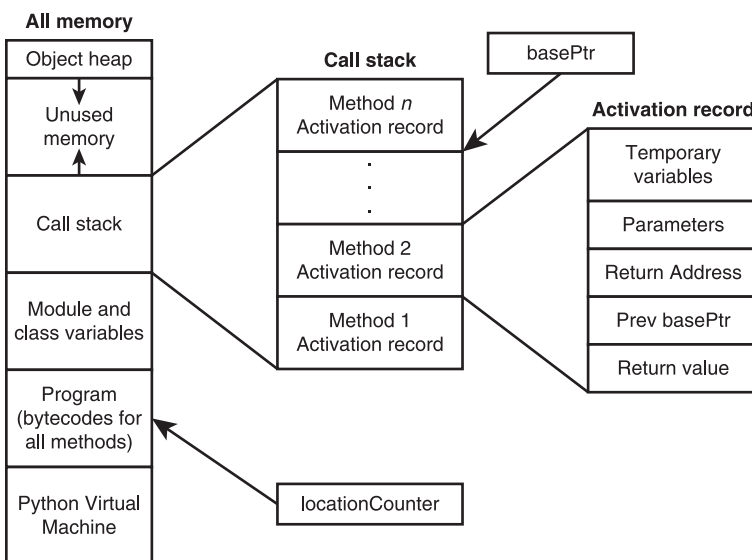 All memory
Object heap
Unused
memory
Call stack
Module and
class variables
Program
(bytecodes for
all methods)
Python Virtual
Machine
Call stack
Method n
Activation record
.
.
.
Method 2
Activation record
Method 1
Activation record
basePtr
locationCounter
Activation record
Temporary
variables
Parameters
Return Address
Prev basePtr
Return value